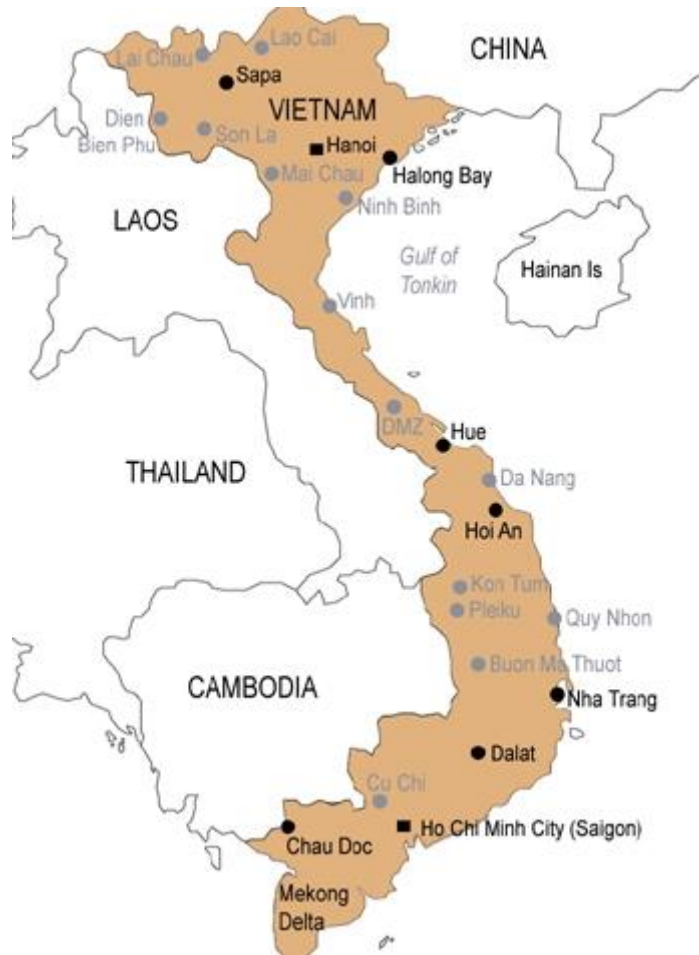 Lao Cai
CHINA
Lai Chau
Sapa
VIETNAM
Dien
Bien Phu
Son La
Hanoi
Mai Chau
Halong Bay
Ninh Binh
LAOS
Gulf of
Tonkin
Hainan Is
Vinh
DMZ
Hue
THAILAND
Da Nang
Hoi An
Kon Tum
Pleiku
Quy Nhon
Buon Ma Thuot
CAMBODIA
Nha Trang
Dalat
Cu Chi
Ho Chi Minh City (Saigon)
Chau Doc
Mekong
Delta